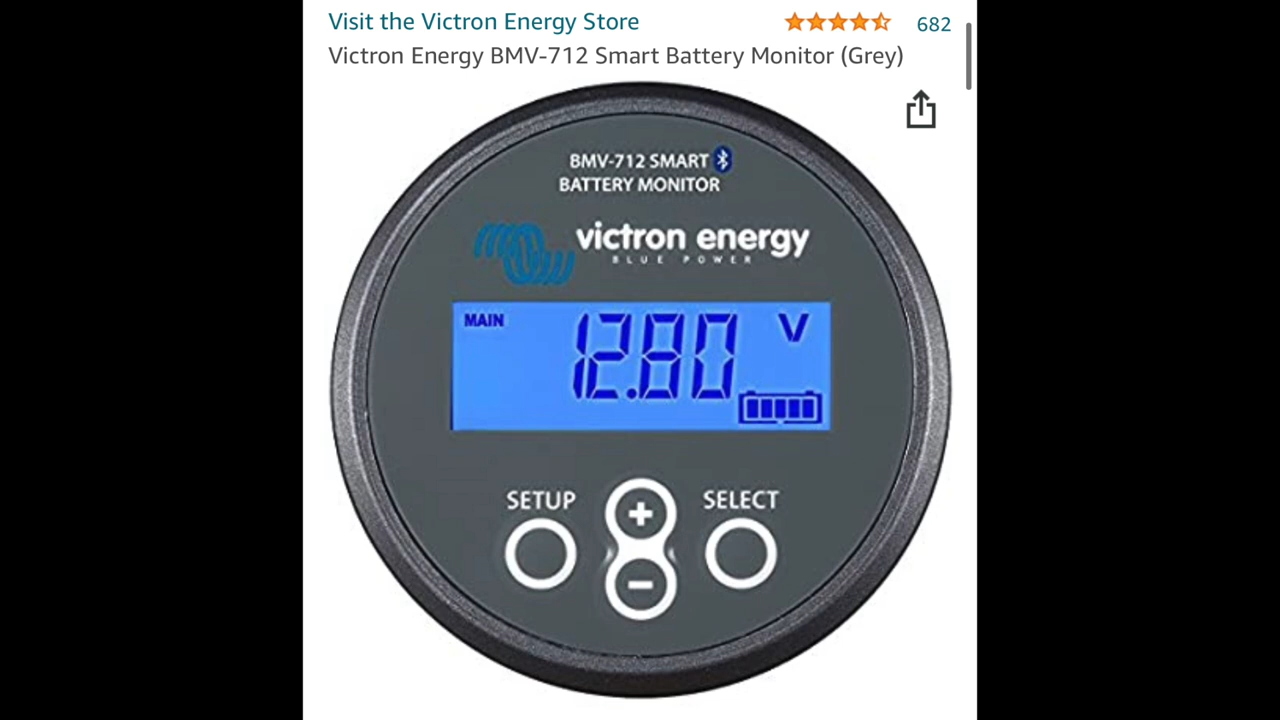 Visit the Victron Energy Store 682
Victron Energy BMV-712 Smart Battery Monitor (Grey)
BMV-712 SMART
BATTERY MONITOR
victron energy
BLUE POWER
MAIN 12.80 V
SETUP + SELECT
−